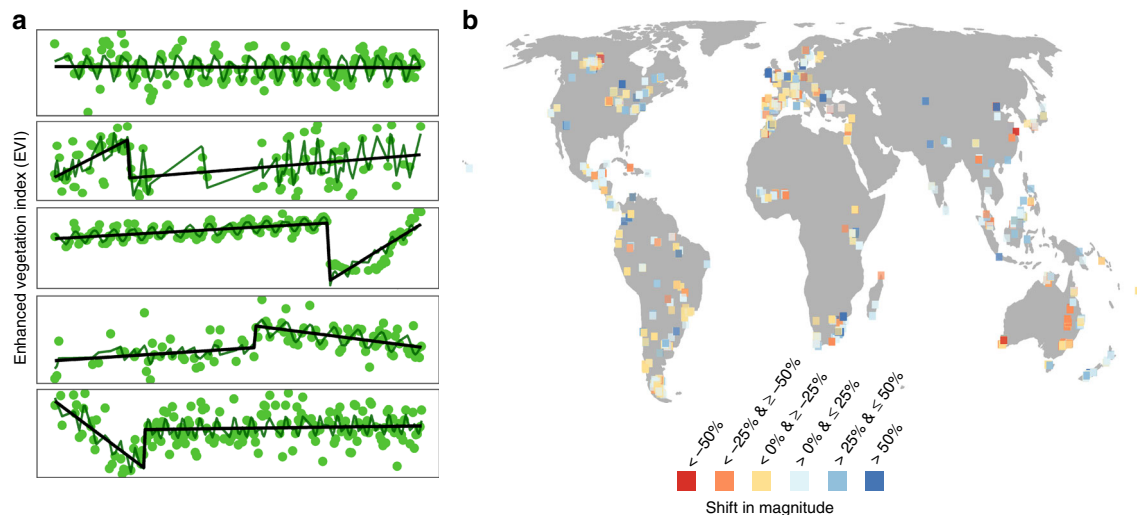 a
b
Enhanced vegetation index (EVI)
< –50%
< –25% & ≥ –50%
< 0% & ≥ –25%
> 0% & ≤ 25%
> 25% & ≤ 50%
> 50%
Shift in magnitude